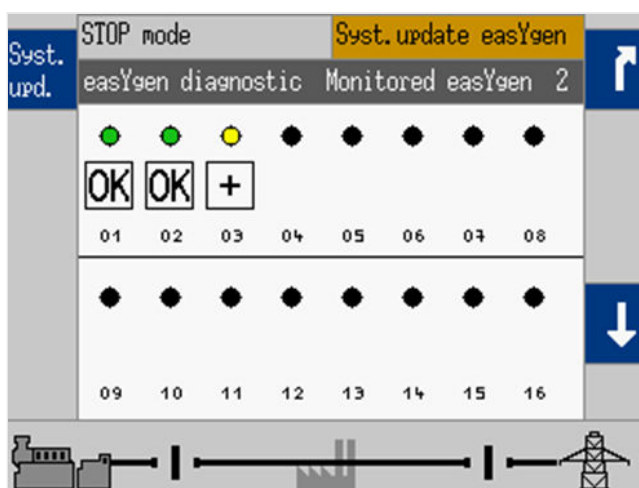 Syst.
upd.
STOP mode
Syst.update easYgen
easYgen diagnostic Monitored easYgen 2
OK OK +
01 02 03 04 05 06 07 08
09 10 11 12 13 14 15 16